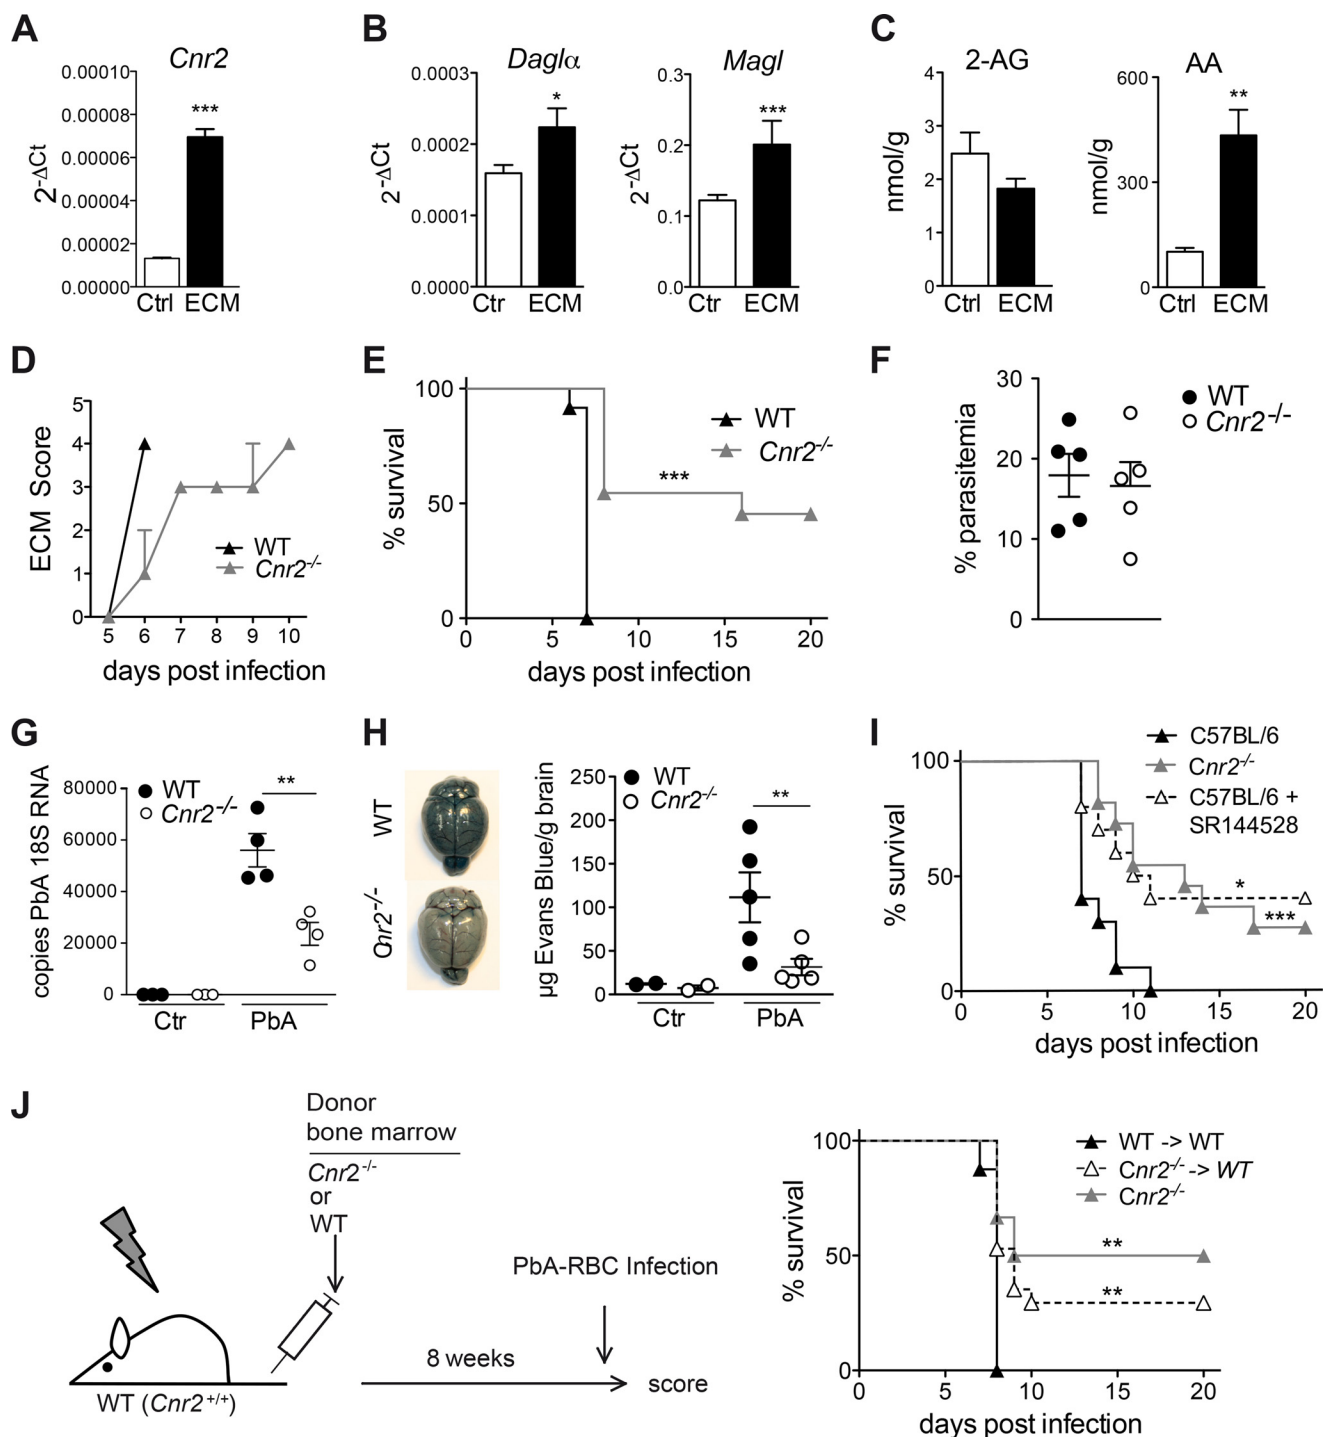 A
Cnr2
0.00010
0.00008
0.00006
0.00004
0.00002
0.00000
2^-ΔCt
***
Ctrl ECM
B
Daglα
0.0003
0.0002
0.0001
0.0000
2^-ΔCt
*
Ctr ECM
Magl
0.3
0.2
0.1
0.0
2^-ΔCt
***
Ctr ECM
C
2-AG
4
3
2
1
0
nmol/g
Ctrl ECM
AA
600
300
0
nmol/g
**
Ctrl ECM
D
5
4
3
2
1
0
ECM Score
WT
Cnr2^-/-
5 6 7 8 9 10
days post infection
E
100
50
0
% survival
WT
Cnr2^-/-
***
0 5 10 15 20
days post infection
F
30
20
10
0
% parasitemia
WT
Cnr2^-/-
G
80000
60000
40000
20000
0
copies PbA 18S RNA
WT
Cnr2^-/-
**
Ctr PbA
H
WT
Cnr2^-/-
250
200
150
100
50
0
µg Evans Blue/g brain
WT
Cnr2^-/-
**
Ctr PbA
I
100
50
0
% survival
C57BL/6
Cnr2^-/-
C57BL/6 +
SR144528
*
***
0 5 10 15 20
days post infection
J
Donor
bone marrow
Cnr2^-/-
or
WT
PbA-RBC Infection
8 weeks
score
WT (Cnr2^+/+)
100
50
0
% survival
WT -> WT
Cnr2^-/- -> WT
Cnr2^-/-
**
**
0 5 10 15 20
days post infection